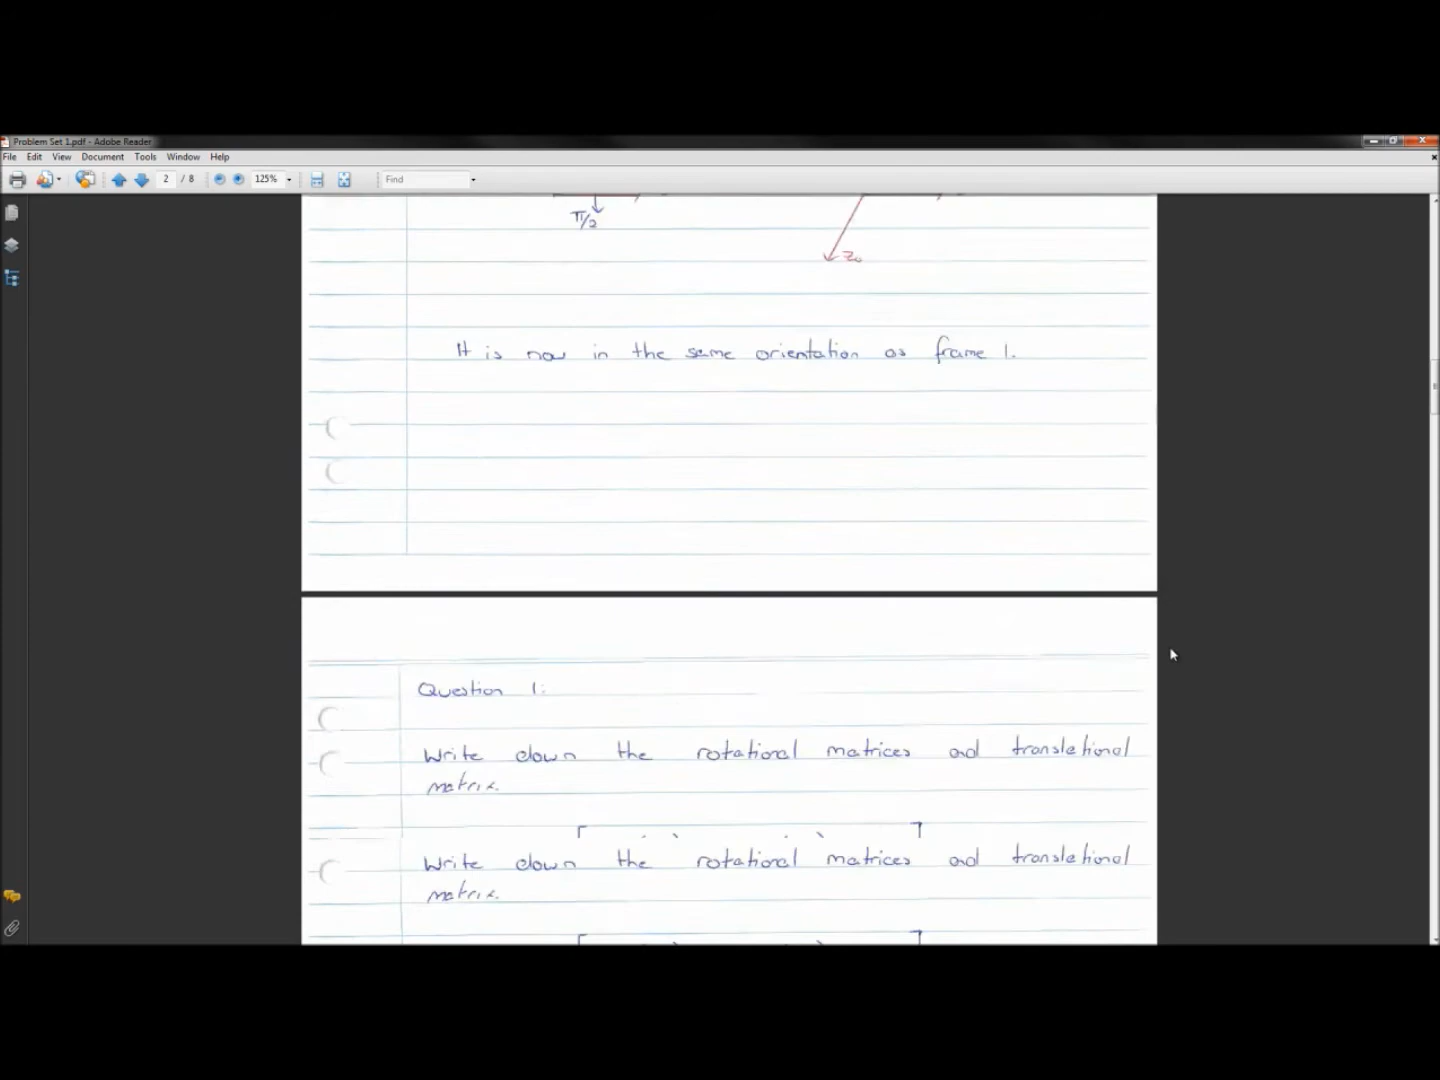 Problem Set 1.pdf - Adobe Reader
File Edit View Document Tools Window Help
2 / 8 125% Find
π/2
Z₀
It is now in the same orientation as frame 1.
Question 1:
Write down the rotational matrices and translational
matrix.
Write down the rotational matrices and translational
matrix.